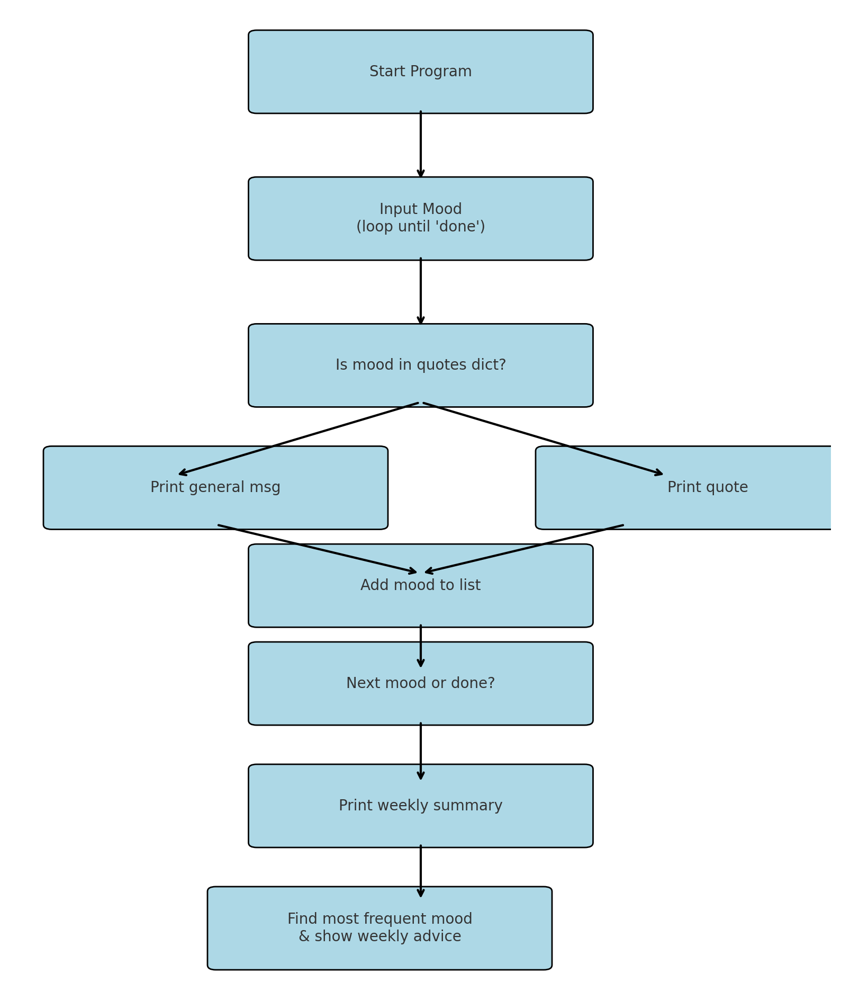 Start Program
Input Mood
(loop until 'done')
Is mood in quotes dict?
Print general msg
Print quote
Add mood to list
Next mood or done?
Print weekly summary
Find most frequent mood
& show weekly advice